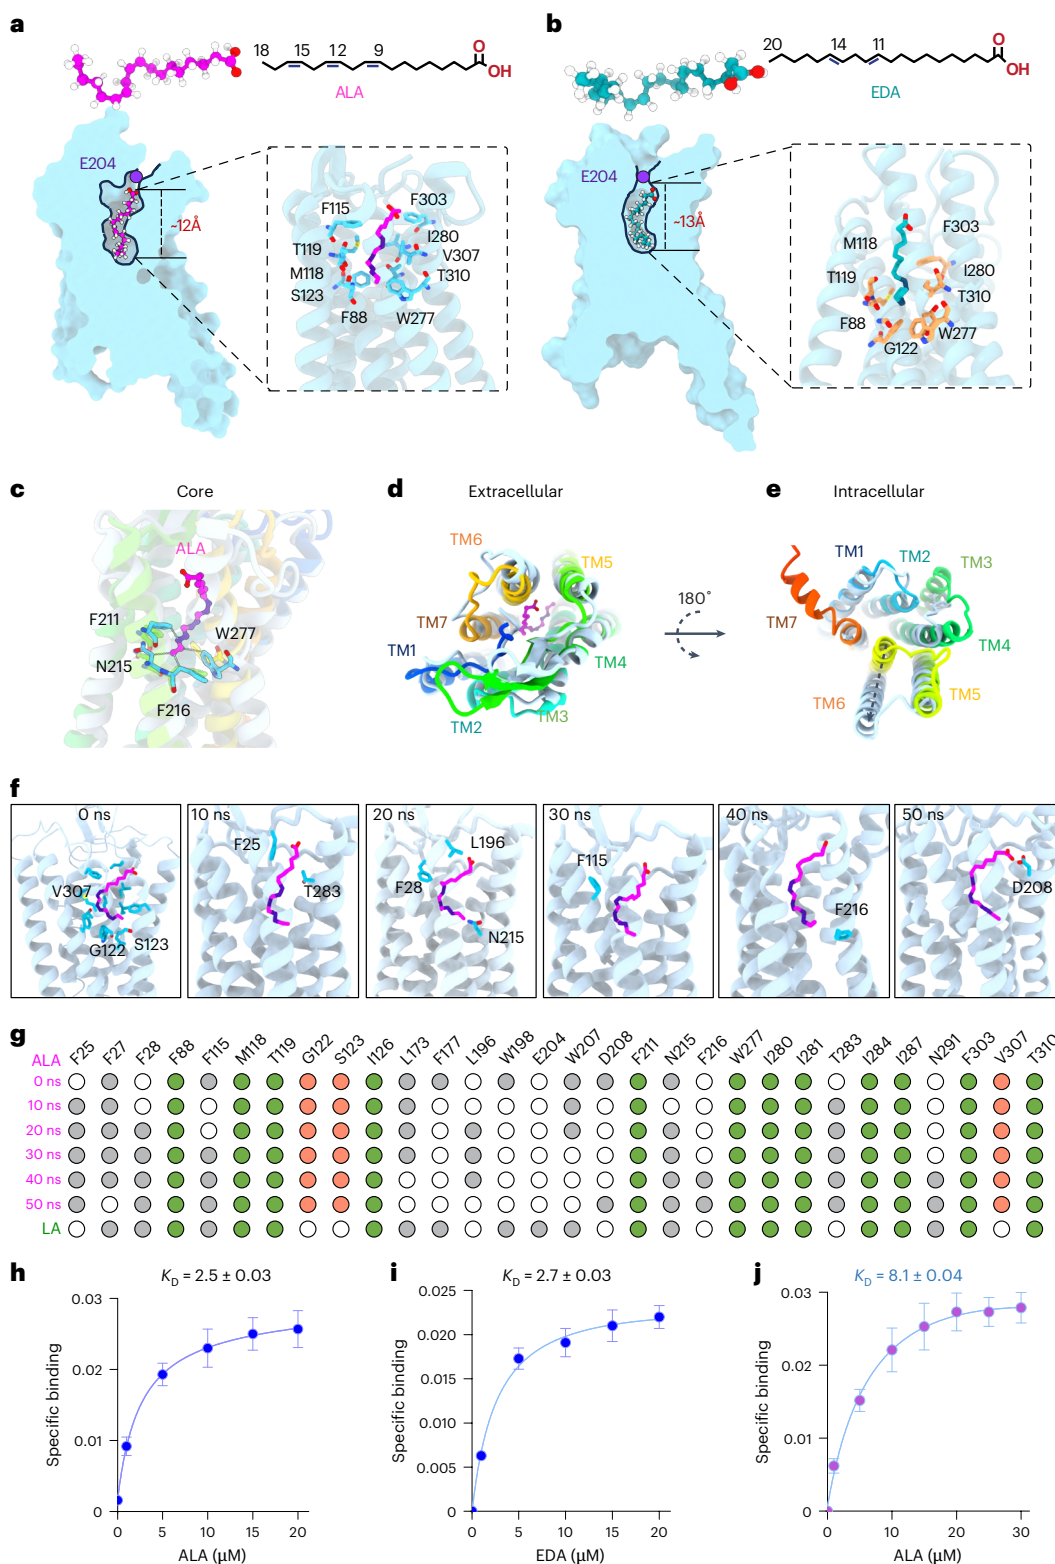 a
18 15 12 9
O
OH
ALA
E204
~12Å
F115
F303
T119
I280
M118
V307
S123
T310
F88
W277
b
20 14 11
O
OH
EDA
E204
~13Å
M118
F303
T119
I280
T310
F88
W277
G122
c
Core
ALA
F211
W277
N215
F216
d
Extracellular
TM6
TM5
TM7
TM1
TM4
TM2
TM3
180°
e
Intracellular
TM1
TM2
TM3
TM7
TM4
TM6
TM5
f
0 ns
V307
G122
S123
10 ns
F25
T283
20 ns
L196
F28
N215
30 ns
F115
40 ns
F216
50 ns
D208
g
ALA
F25 F27 F28 F88 F115 M118 T119 G122 S123 I126 L173 F177 L196 W198 E204 W207 D208 F211 N215 F216 W277 I280 I281 T283 I284 I287 N291 F303 V307 T310
0 ns
10 ns
20 ns
30 ns
40 ns
50 ns
LA
h
KD = 2.5 ± 0.03
0.03
0.02
0.01
0
Specific binding
0 5 10 15 20
ALA (μM)
i
KD = 2.7 ± 0.03
0.025
0.020
0.015
0.010
0.005
0
Specific binding
0 5 10 15 20
EDA (μM)
j
KD = 8.1 ± 0.04
0.03
0.02
0.01
0
Specific binding
0 10 20 30
ALA (μM)